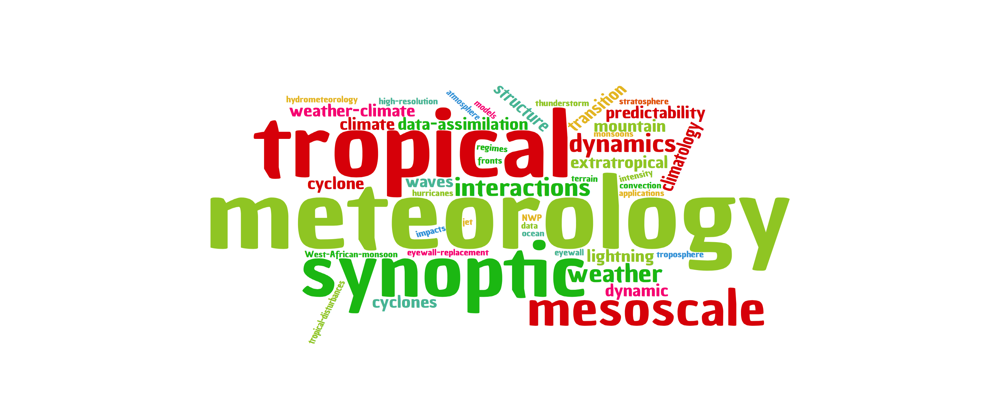 structure
transition
atmosphere
hydrometeorology
high-resolution
models
thunderstorm
stratosphere
weather-climate
predictability
climate
data-assimilation
mountain
monsoons
tropical
regimes
fronts
dynamics
extratropical
climatology
cyclone
waves
hurricanes
interactions
terrain
intensity
convection
applications
meteorology
jet
impacts
NWP
data
ocean
West-African-monsoon
eyewall-replacement
eyewall
lightning
troposphere
synoptic
weather
dynamic
tropical-disturbances
cyclones
mesoscale